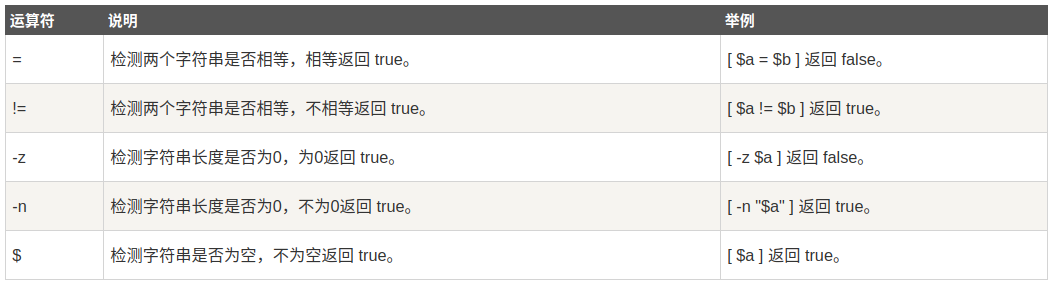 运算符 说明 举例
= 检测两个字符串是否相等，相等返回 true。 [ $a = $b ] 返回 false。
!= 检测两个字符串是否相等，不相等返回 true。 [ $a != $b ] 返回 true。
-z 检测字符串长度是否为0，为0返回 true。 [ -z $a ] 返回 false。
-n 检测字符串长度是否为0，不为0返回 true。 [ -n "$a" ] 返回 true。
$ 检测字符串是否为空，不为空返回 true。 [ $a ] 返回 true。